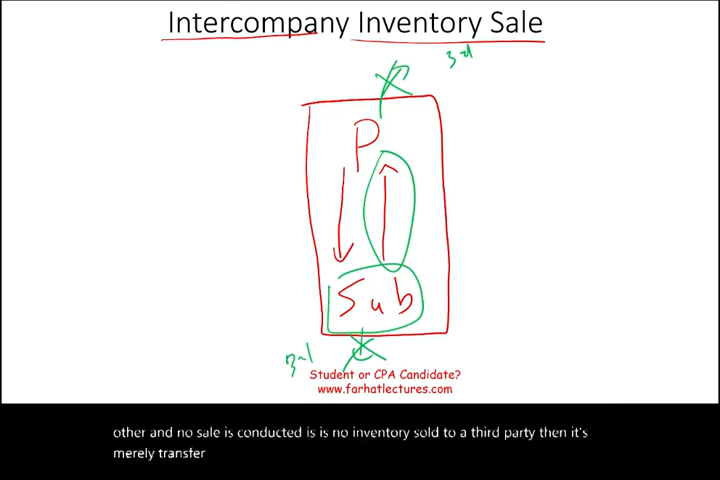 Intercompany Inventory Sale
3rd
P
Sub
3rd
Student or CPA Candidate?
www.farhatlectures.com
other and no sale is conducted is is no inventory sold to a third party then it's
merely transfer